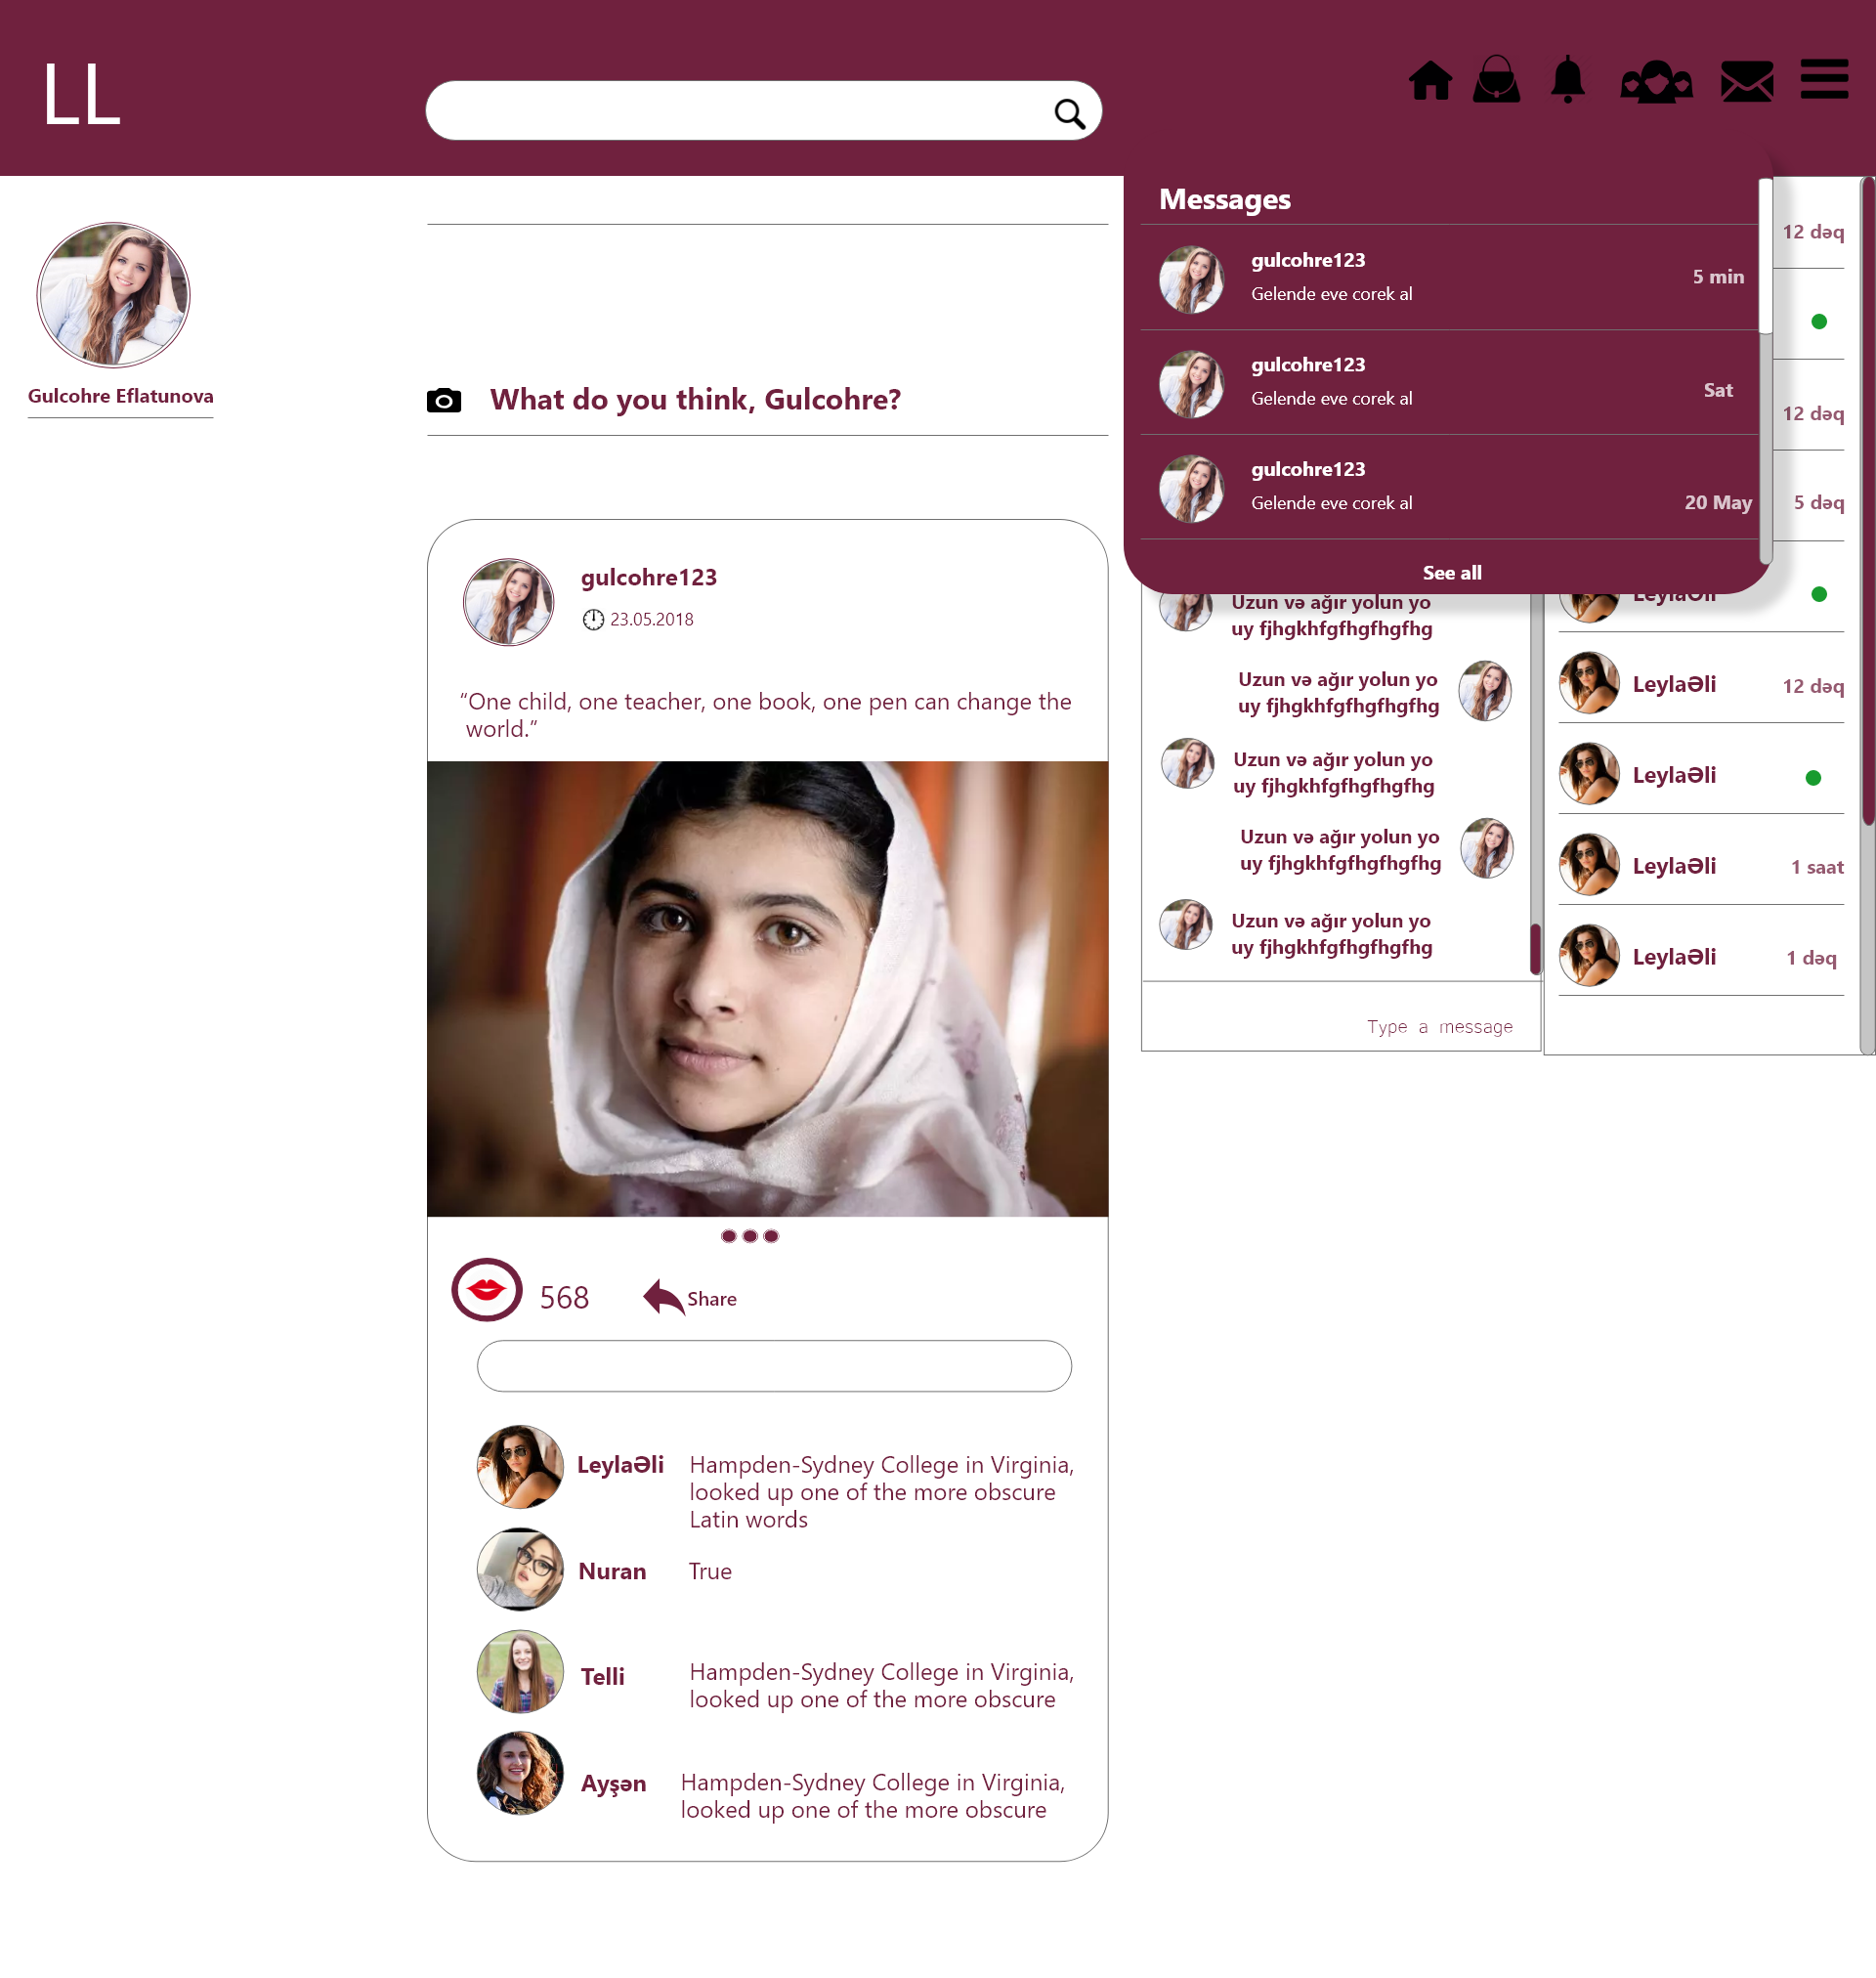 LL
Gulcohre Eflatunova
What do you think, Gulcohre?
gulcohre123
23.05.2018
“One child, one teacher, one book, one pen can change the
world.“
568
Share
LeylaƏli
Hampden-Sydney College in Virginia,
looked up one of the more obscure
Latin words
Nuran
True
Telli
Hampden-Sydney College in Virginia,
looked up one of the more obscure
Ayşən
Hampden-Sydney College in Virginia,
looked up one of the more obscure
Messages
gulcohre123
5 min
Gelende eve corek al
gulcohre123
Sat
Gelende eve corek al
gulcohre123
20 May
Gelende eve corek al
See all
Uzun və ağır yolun yo
uy fjhgkhfgfhgfhgfhg
Uzun və ağır yolun yo
uy fjhgkhfgfhgfhgfhg
Uzun və ağır yolun yo
uy fjhgkhfgfhgfhgfhg
Uzun və ağır yolun yo
uy fjhgkhfgfhgfhgfhg
Uzun və ağır yolun yo
uy fjhgkhfgfhgfhgfhg
Type a message
12 dəq
12 dəq
5 dəq
LeylaƏli
LeylaƏli
12 dəq
LeylaƏli
LeylaƏli
1 saat
LeylaƏli
1 dəq